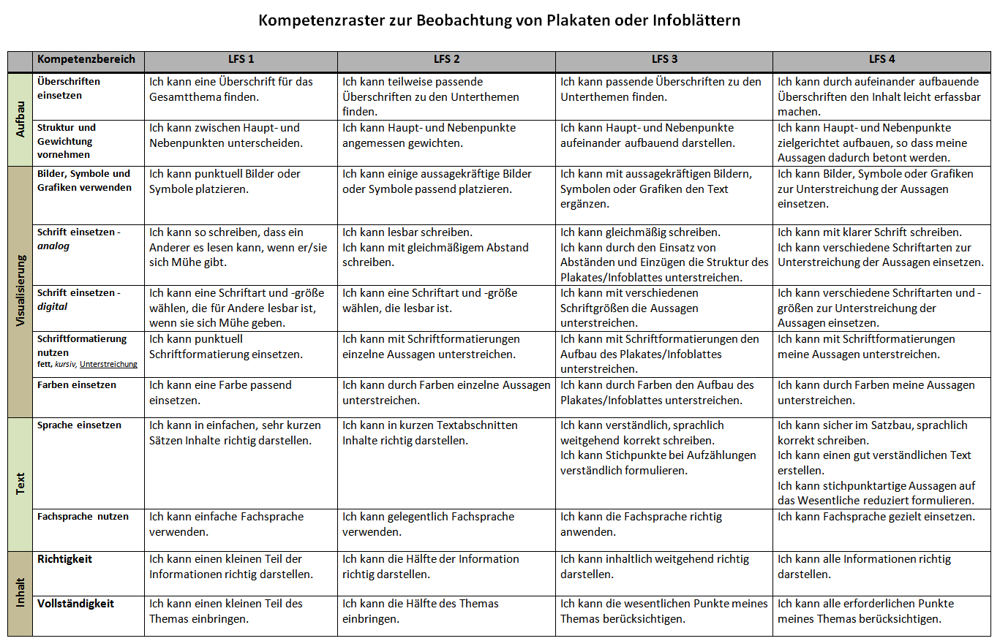 Kompetenzraster zur Beobachtung von Plakaten oder Infoblättern
Kompetenzbereich
LFS 1
LFS 2
LFS 3
LFS 4
Aufbau
Überschriften
einsetzen
Ich kann eine Überschrift für das
Gesamtthema finden.
Ich kann teilweise passende
Überschriften zu den Unterthemen
finden.
Ich kann passende Überschriften zu den
Unterthemen finden.
Ich kann durch aufeinander aufbauende
Überschriften den Inhalt leicht erfassbar
machen.
Struktur und
Gewichtung
vornehmen
Ich kann zwischen Haupt- und
Nebenpunkten unterscheiden.
Ich kann Haupt- und Nebenpunkte
angemessen gewichten.
Ich kann Haupt- und Nebenpunkte
aufeinander aufbauend darstellen.
Ich kann Haupt- und Nebenpunkte
zielgerichtet aufbauen, so dass meine
Aussagen dadurch betont werden.
Visualisierung
Bilder, Symbole und
Grafiken verwenden
Ich kann punktuell Bilder oder
Symbole platzieren.
Ich kann einige aussagekräftige Bilder
oder Symbole passend platzieren.
Ich kann mit aussagekräftigen Bildern,
Symbolen oder Grafiken den Text
ergänzen.
Ich kann Bilder, Symbole oder Grafiken
zur Unterstreichung der Aussagen
einsetzen.
Schrift einsetzen -
analog
Ich kann so schreiben, dass ein
Anderer es lesen kann, wenn er/sie
sich Mühe gibt.
Ich kann lesbar schreiben.
Ich kann mit gleichmäßigem Abstand
schreiben.
Ich kann gleichmäßig schreiben.
Ich kann durch den Einsatz von
Abständen und Einzügen die Struktur des
Plakates/Infoblattes unterstreichen.
Ich kann mit klarer Schrift schreiben.
Ich kann verschiedene Schriftarten zur
Unterstreichung der Aussagen einsetzen.
Schrift einsetzen -
digital
Ich kann eine Schriftart und -größe
wählen, die für Andere lesbar ist,
wenn sie sich Mühe geben.
Ich kann eine Schriftart und -größe
wählen, die lesbar ist.
Ich kann mit verschiedenen
Schriftgrößen die Aussagen
unterstreichen.
Ich kann verschiedene Schriftarten und -
größen zur Unterstreichung der
Aussagen einsetzen.
Schriftformatierung
nutzen
fett, kursiv, Unterstreichung
Ich kann punktuell
Schriftformatierung einsetzen.
Ich kann mit Schriftformatierungen
einzelne Aussagen unterstreichen.
Ich kann mit Schriftformatierungen den
Aufbau des Plakates/Infoblattes
unterstreichen.
Ich kann mit Schriftformatierungen
meine Aussagen unterstreichen.
Farben einsetzen
Ich kann eine Farbe passend
einsetzen.
Ich kann durch Farben einzelne Aussagen
unterstreichen.
Ich kann durch Farben den Aufbau des
Plakates/Infoblattes unterstreichen.
Ich kann durch Farben meine Aussagen
unterstreichen.
Text
Sprache einsetzen
Ich kann in einfachen, sehr kurzen
Sätzen Inhalte richtig darstellen.
Ich kann in kurzen Textabschnitten
Inhalte richtig darstellen.
Ich kann verständlich, sprachlich
weitgehend korrekt schreiben.
Ich kann Stichpunkte bei Aufzählungen
verständlich formulieren.
Ich kann sicher im Satzbau, sprachlich
korrekt schreiben.
Ich kann einen gut verständlichen Text
erstellen.
Ich kann stichpunktartige Aussagen auf
das Wesentliche reduziert formulieren.
Fachsprache nutzen
Ich kann einfache Fachsprache
verwenden.
Ich kann gelegentlich Fachsprache
verwenden.
Ich kann die Fachsprache richtig
anwenden.
Ich kann Fachsprache gezielt einsetzen.
Inhalt
Richtigkeit
Ich kann einen kleinen Teil der
Informationen richtig darstellen.
Ich kann die Hälfte der Information
richtig darstellen.
Ich kann inhaltlich weitgehend richtig
darstellen.
Ich kann alle Informationen richtig
darstellen.
Vollständigkeit
Ich kann einen kleinen Teil des
Themas einbringen.
Ich kann die Hälfte des Themas
einbringen.
Ich kann die wesentlichen Punkte meines
Themas berücksichtigen.
Ich kann alle erforderlichen Punkte
meines Themas berücksichtigen.